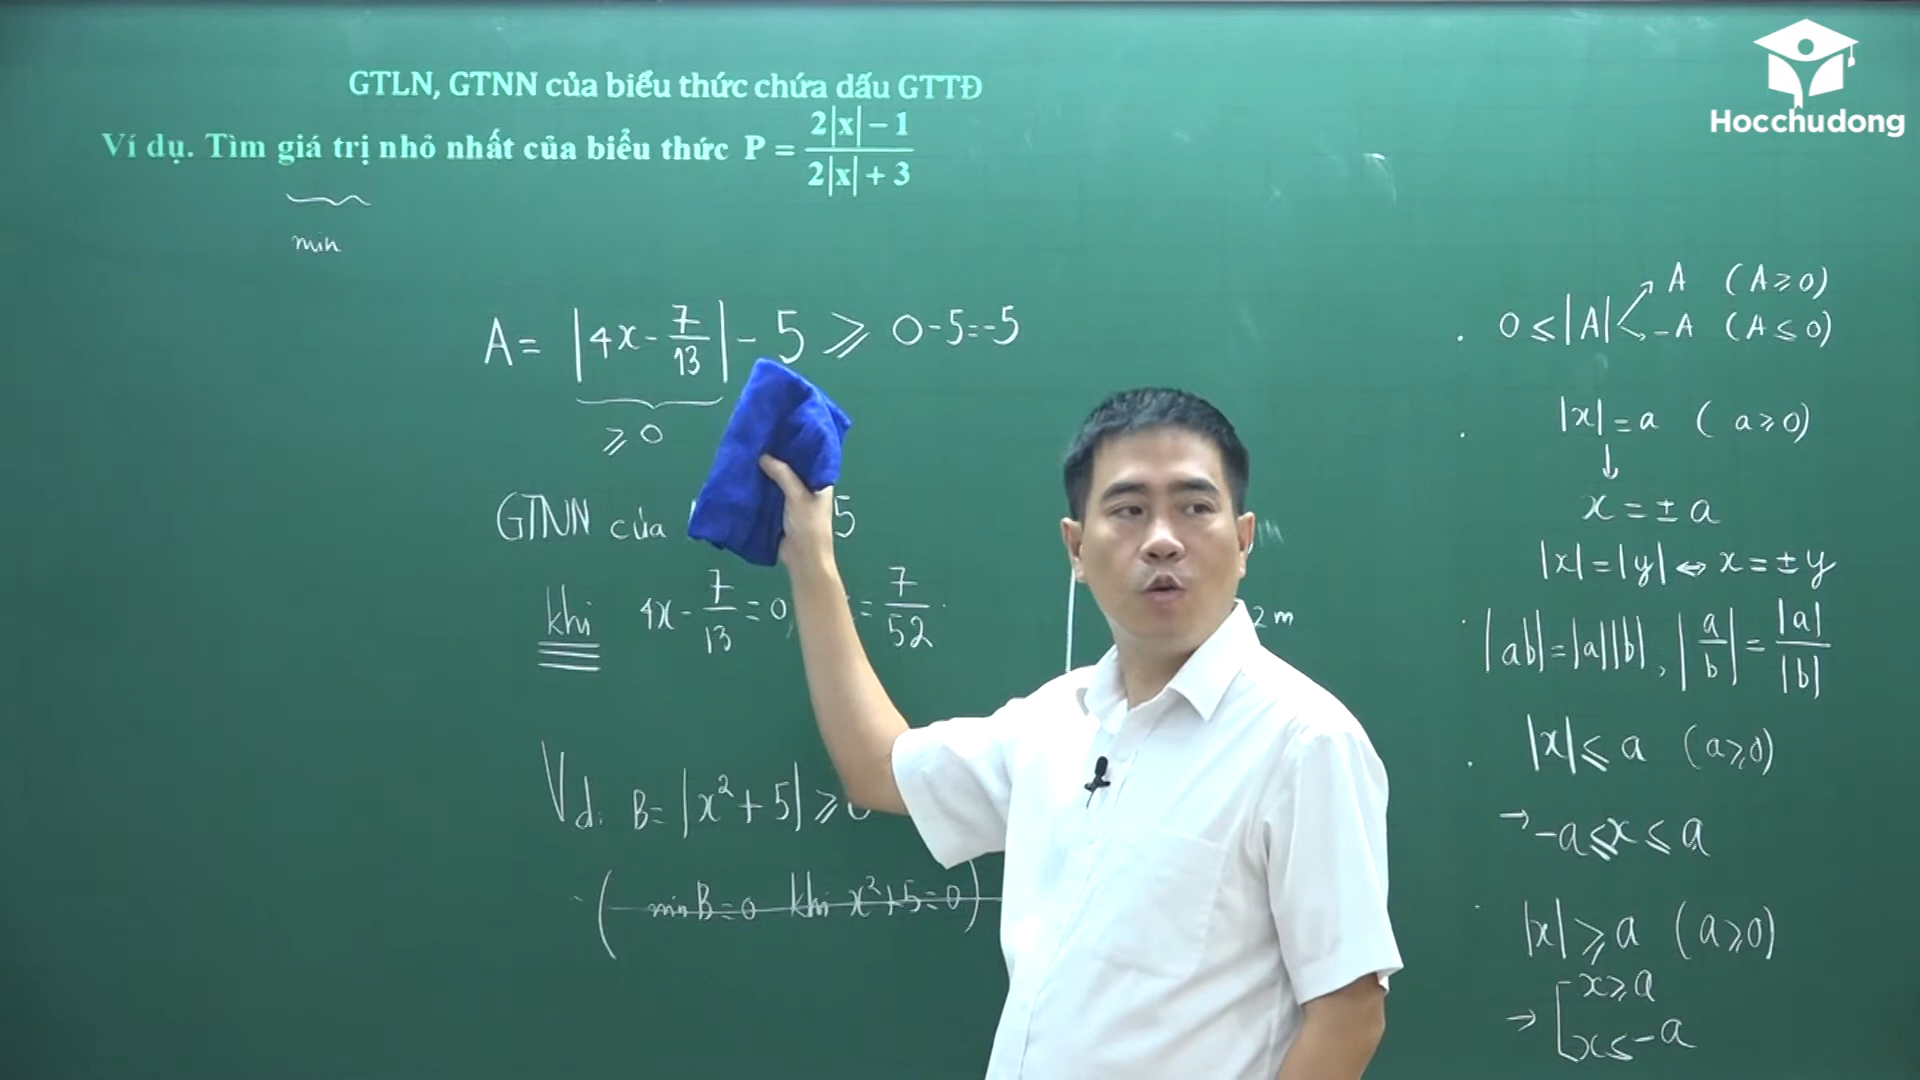 GTLN, GTNN của biểu thức chứa dấu GTTĐ
Ví dụ. Tìm giá trị nhỏ nhất của biểu thức P = (2|x| − 1)/(2|x| + 3)
Hocchudong
min
A = |4x - 7/13| - 5 ≥ 0-5=-5
≥ 0
GTNN của 5
khi 4x - 7/13 = 0, = 7/52.
Vd: B = |x² + 5| ≥
(min B = 0 khi x² + 5 = 0)
2 m
0 ≤ |A| A (A ≥ 0)
-A (A ≤ 0)
|x| = a (a ≥ 0)
↓
x = ± a
|x| = |y| ↔ x = ± y
|ab| = |a||b|, |a/b| = |a|/|b|
|x| ≤ a (a ≥ 0)
→ -a ≤ x ≤ a
|x| ≥ a (a ≥ 0)
→ [ x ≥ a
x ≤ -a